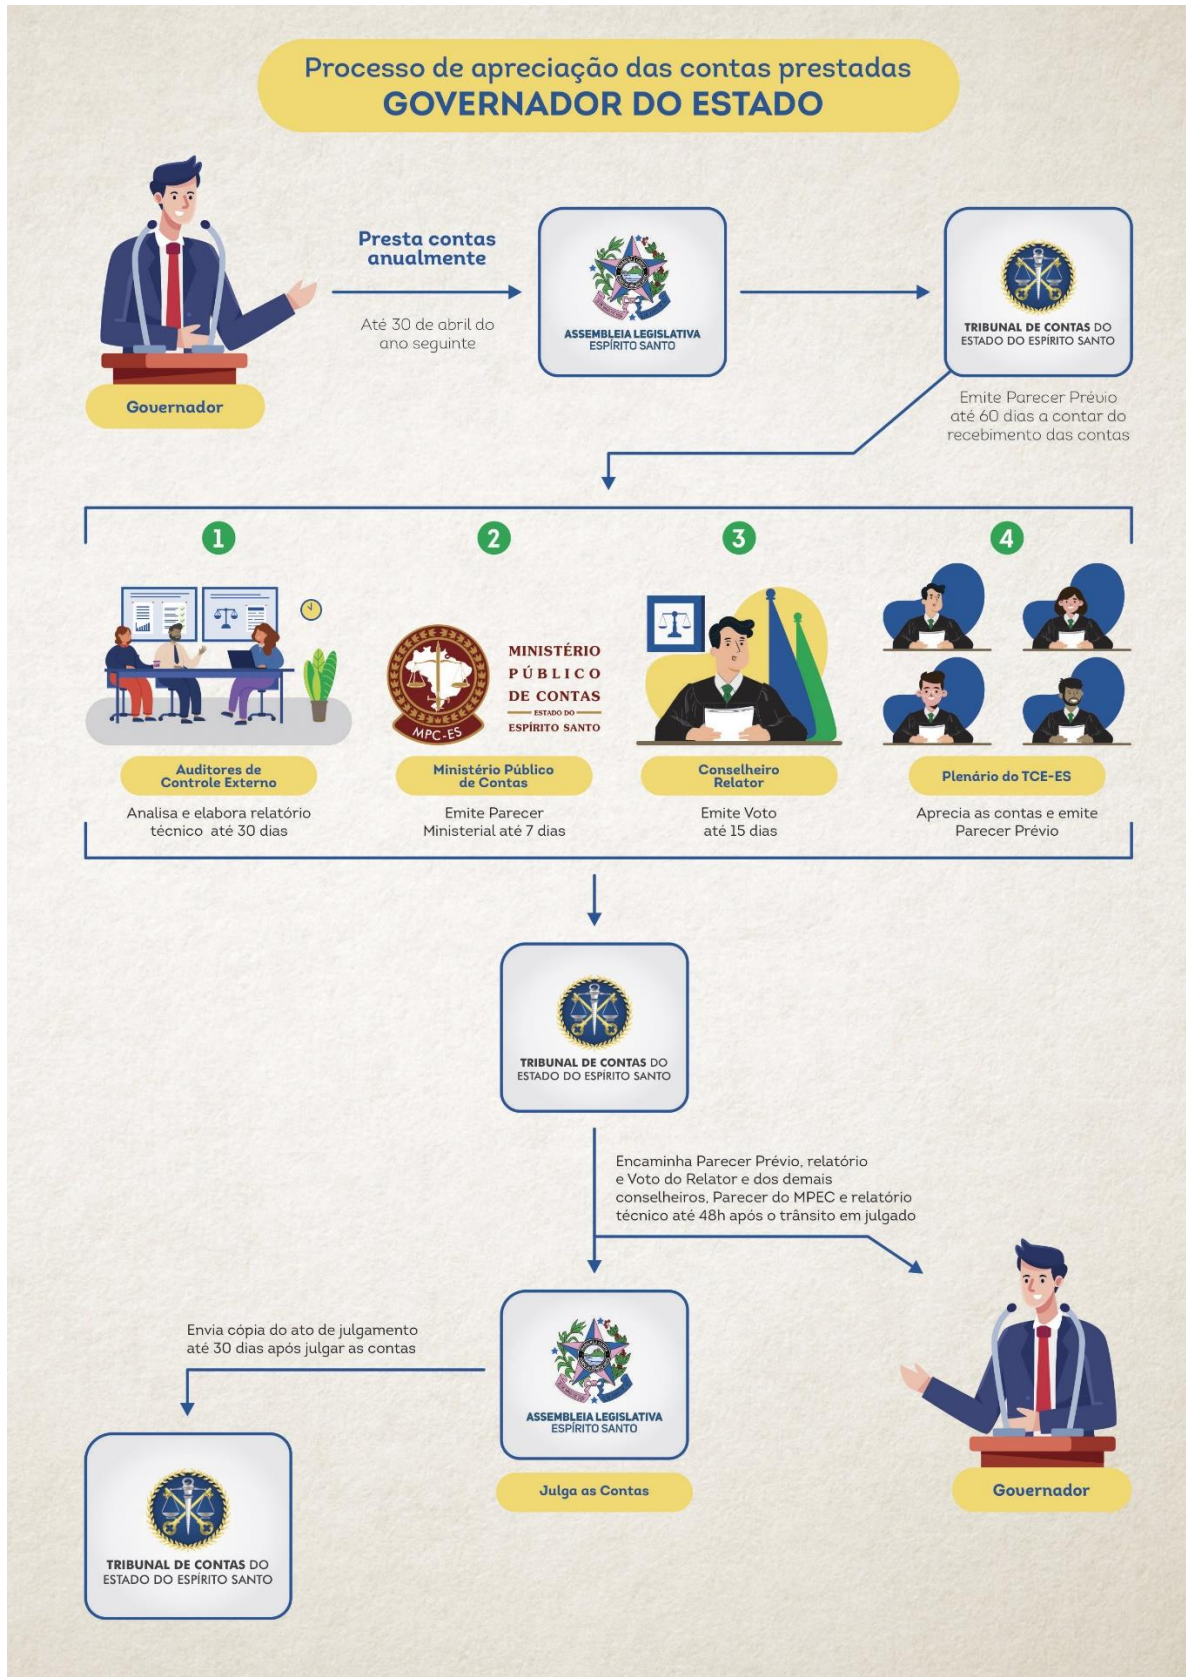 Processo de apreciação das contas prestadas
GOVERNADOR DO ESTADO
Presta contas
anualmente
Até 30 de abril do
ano seguinte
Governador
ASSEMBLEIA LEGISLATIVA
ESPÍRITO SANTO
TRIBUNAL DE CONTAS DO
ESTADO DO ESPÍRITO SANTO
Emite Parecer Prévio
até 60 dias a contar do
recebimento das contas
1
2
3
4
MINISTÉRIO
PÚBLICO
DE CONTAS
ESTADO DO
ESPÍRITO SANTO
MPC-ES
Auditores de
Controle Externo
Analisa e elabora relatório
técnico até 30 dias
Ministério Público
de Contas
Emite Parecer
Ministerial até 7 dias
Conselheiro
Relator
Emite Voto
até 15 dias
Plenário do TCE-ES
Aprecia as contas e emite
Parecer Prévio
TRIBUNAL DE CONTAS DO
ESTADO DO ESPÍRITO SANTO
Encaminha Parecer Prévio, relatório
e Voto do Relator e dos demais
conselheiros, Parecer do MPEC e relatório
técnico até 48h após o trânsito em julgado
Envia cópia do ato de julgamento
até 30 dias após julgar as contas
ASSEMBLEIA LEGISLATIVA
ESPÍRITO SANTO
Julga as Contas
Governador
TRIBUNAL DE CONTAS DO
ESTADO DO ESPÍRITO SANTO